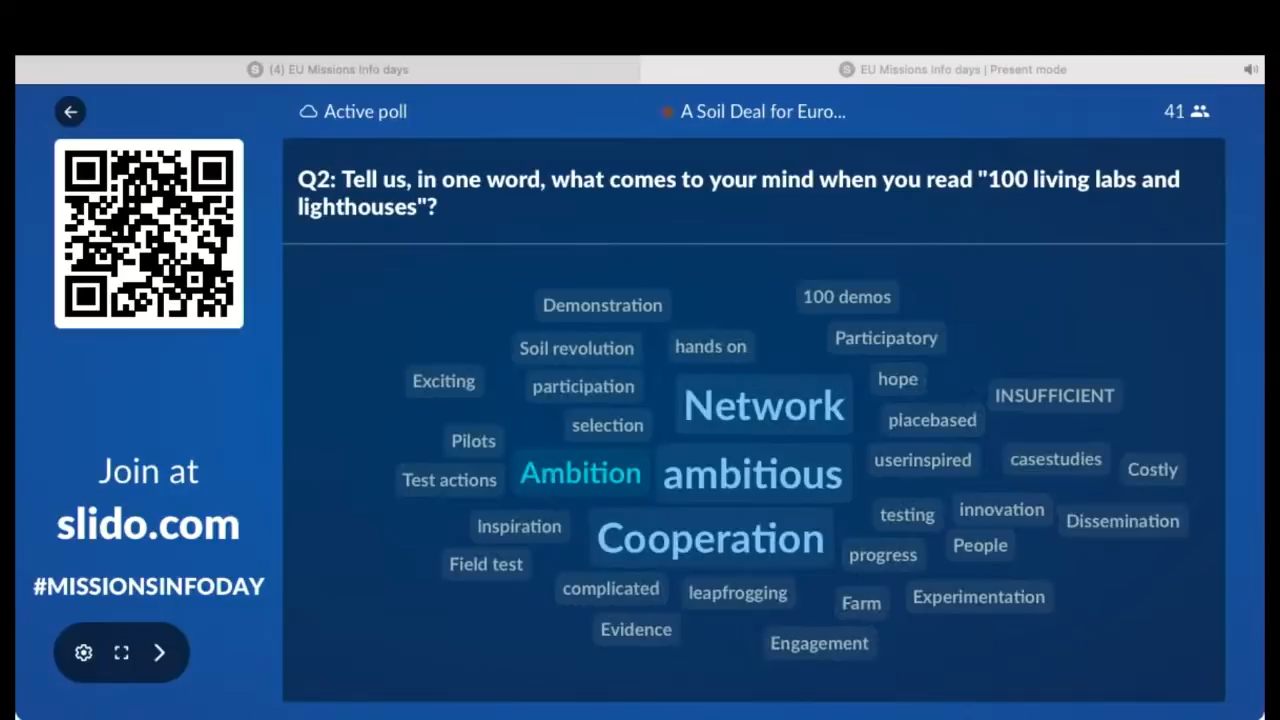 (4) EU Missions Info days
EU Missions Info days | Present mode
Active poll
A Soil Deal for Euro...
41
Q2: Tell us, in one word, what comes to your mind when you read "100 living labs and
lighthouses"?
Demonstration
100 demos
Soil revolution
hands on
Participatory
Exciting
participation
Network
hope
INSUFFICIENT
selection
placebased
Pilots
Test actions
Ambition
ambitious
userinspired
casestudies
Costly
Inspiration
Cooperation
testing
innovation
Dissemination
Field test
progress
People
complicated
leapfrogging
Farm
Experimentation
Evidence
Engagement
Join at
slido.com
#MISSIONSINFODAY